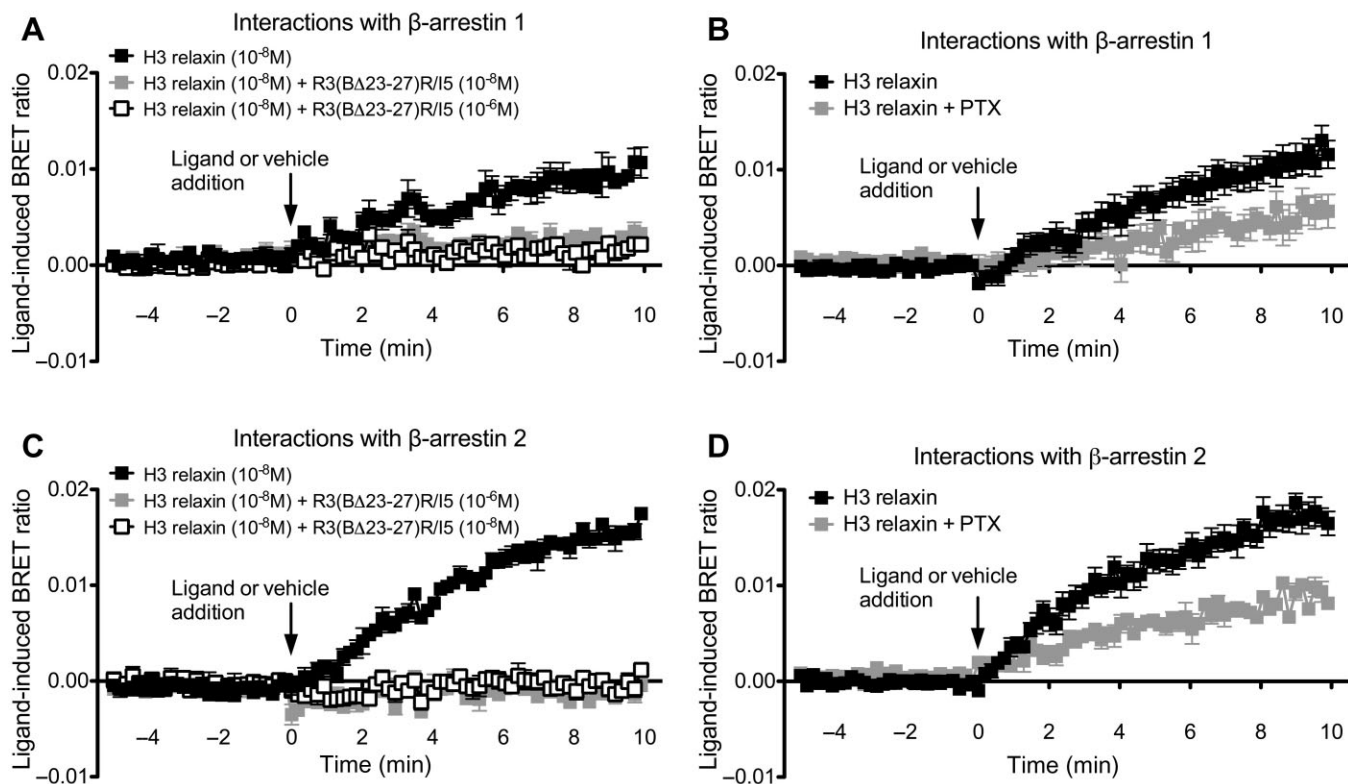 A
Interactions with β-arrestin 1
H3 relaxin (10⁻⁸M)
H3 relaxin (10⁻⁸M) + R3(BΔ23-27)R/I5 (10⁻⁸M)
H3 relaxin (10⁻⁸M) + R3(BΔ23-27)R/I5 (10⁻⁶M)
Ligand or vehicle
addition
Ligand-induced BRET ratio
0.02
0.01
0.00
–0.01
–4
–2
0
2
4
6
8
10
Time (min)
B
Interactions with β-arrestin 1
H3 relaxin
H3 relaxin + PTX
Ligand or vehicle
addition
Ligand-induced BRET ratio
0.02
0.01
0.00
–0.01
–4
–2
0
2
4
6
8
10
Time (min)
C
Interactions with β-arrestin 2
H3 relaxin (10⁻⁸M)
H3 relaxin (10⁻⁸M) + R3(BΔ23-27)R/I5 (10⁻⁶M)
H3 relaxin (10⁻⁸M) + R3(BΔ23-27)R/I5 (10⁻⁸M)
Ligand or vehicle
addition
Ligand-induced BRET ratio
0.02
0.01
0.00
–0.01
–4
–2
0
2
4
6
8
10
Time (min)
D
Interactions with β-arrestin 2
H3 relaxin
H3 relaxin + PTX
Ligand or vehicle
addition
Ligand-induced BRET ratio
0.02
0.01
0.00
–0.01
–4
–2
0
2
4
6
8
10
Time (min)